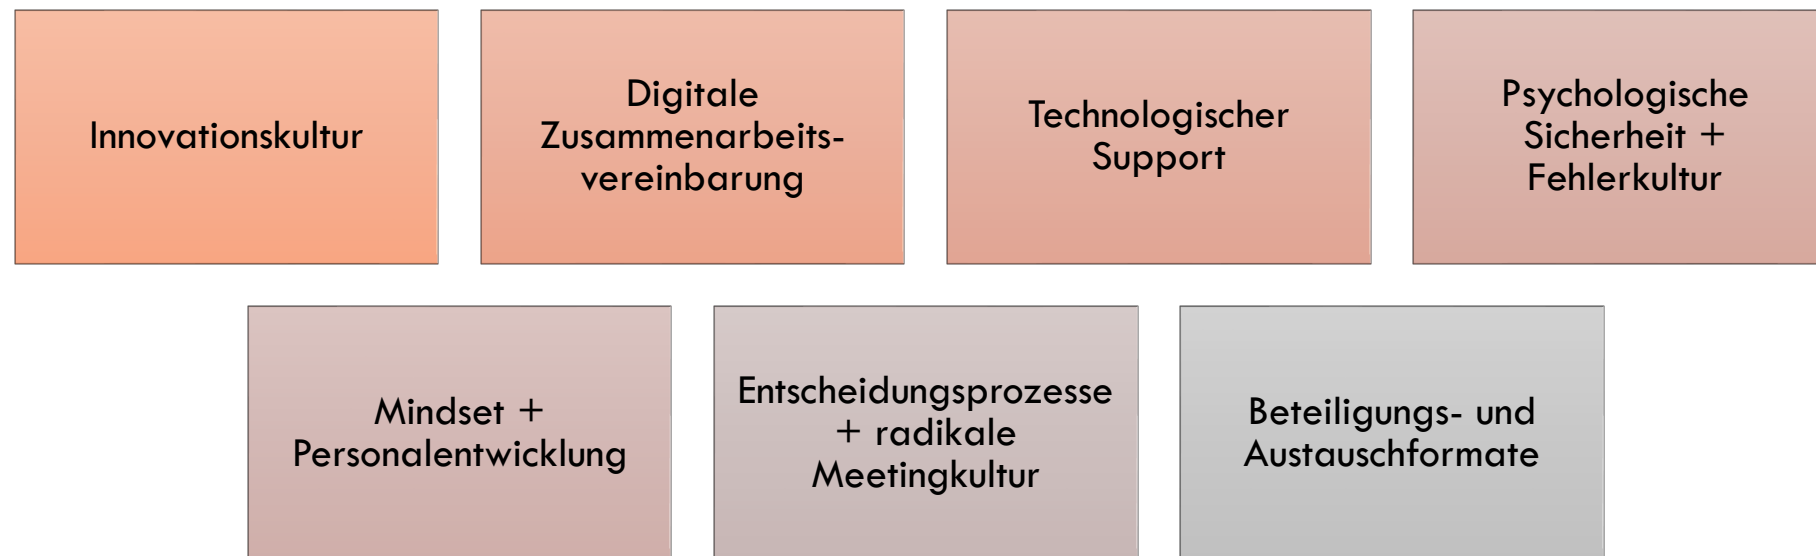 Innovationskultur
Digitale
Zusammenarbeits-
vereinbarung
Technologischer
Support
Psychologische
Sicherheit +
Fehlerkultur
Mindset +
Personalentwicklung
Entscheidungsprozesse
+ radikale
Meetingkultur
Beteiligungs- und
Austauschformate